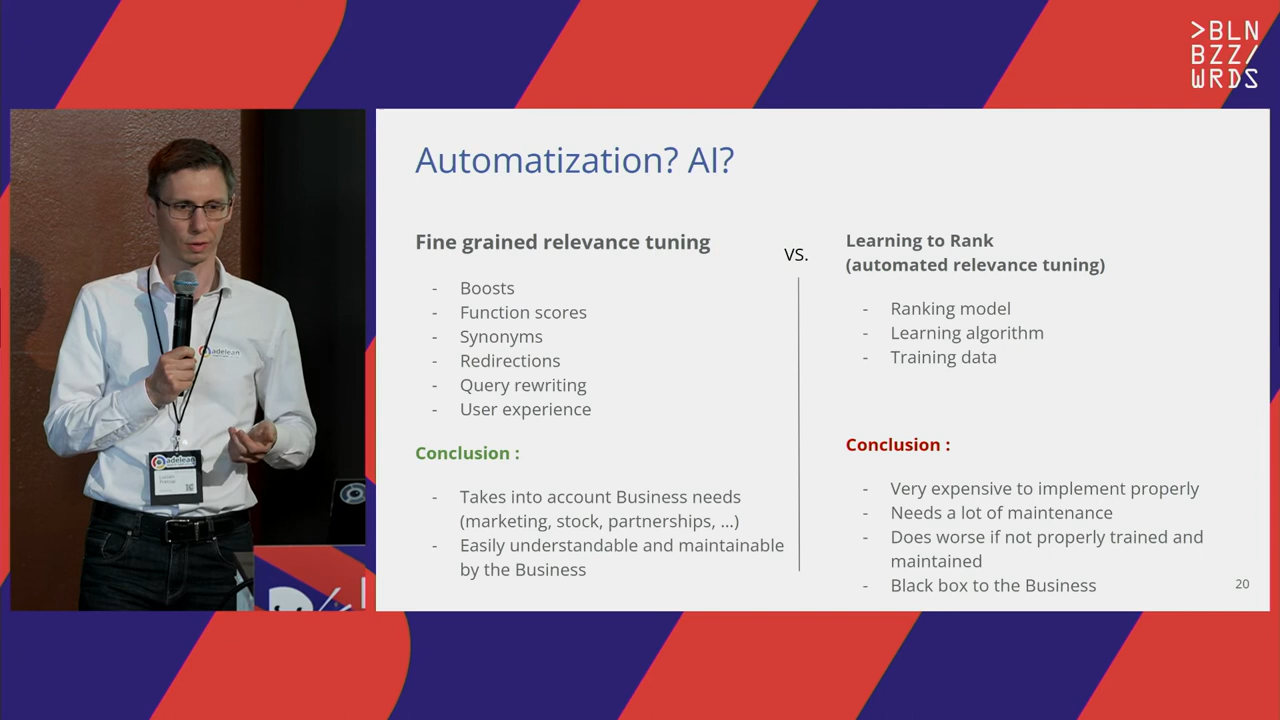 >BLN
BZZ/
WRDS
Automatization? AI?
Fine grained relevance tuning
- Boosts
- Function scores
- Synonyms
- Redirections
- Query rewriting
- User experience
Conclusion :
- Takes into account Business needs
(marketing, stock, partnerships, ...)
- Easily understandable and maintainable
by the Business
VS.
Learning to Rank
(automated relevance tuning)
- Ranking model
- Learning algorithm
- Training data
Conclusion :
- Very expensive to implement properly
- Needs a lot of maintenance
- Does worse if not properly trained and
maintained
- Black box to the Business
20
adelean
adelean